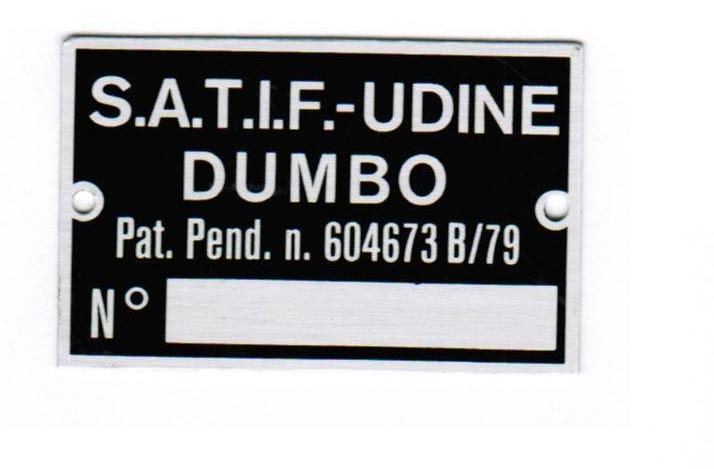 S.A.T.I.F.-UDINE
DUMBO
Pat. Pend. n. 604673 B/79
N°